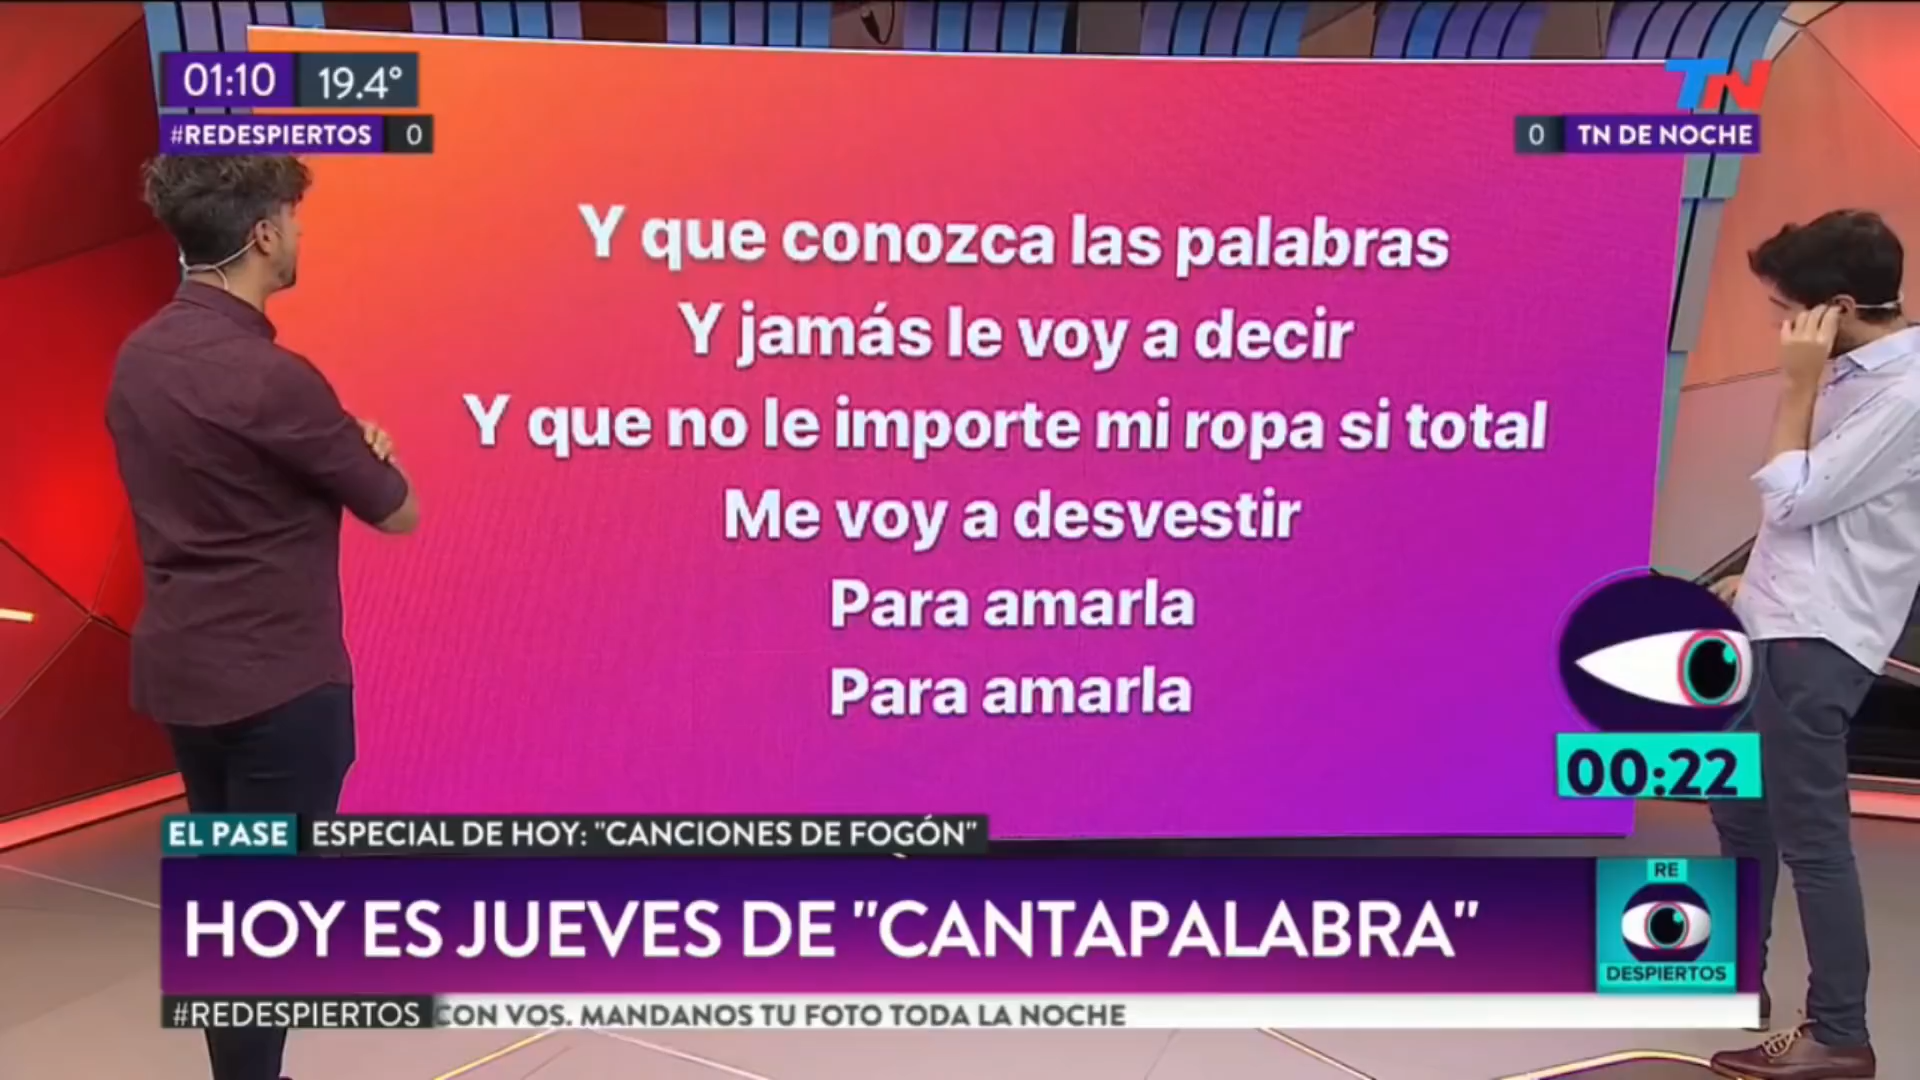 01:10 19.4°
#REDESPIERTOS 0
TN
0 TN DE NOCHE
Y que conozca las palabras
Y jamás le voy a decir
Y que no le importe mi ropa si total
Me voy a desvestir
Para amarla
Para amarla
00:22
EL PASE ESPECIAL DE HOY: "CANCIONES DE FOGÓN"
HOY ES JUEVES DE "CANTAPALABRA"
RE
DESPIERTOS
#REDESPIERTOS CON VOS. MANDANOS TU FOTO TODA LA NOCHE